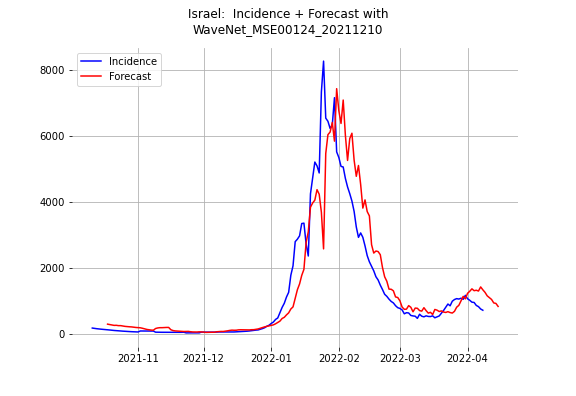 Israel:  Incidence + Forecast with
WaveNet_MSE00124_20211210
Incidence
Forecast
8000
6000
4000
2000
0
2021-11 2021-12 2022-01 2022-02 2022-03 2022-04